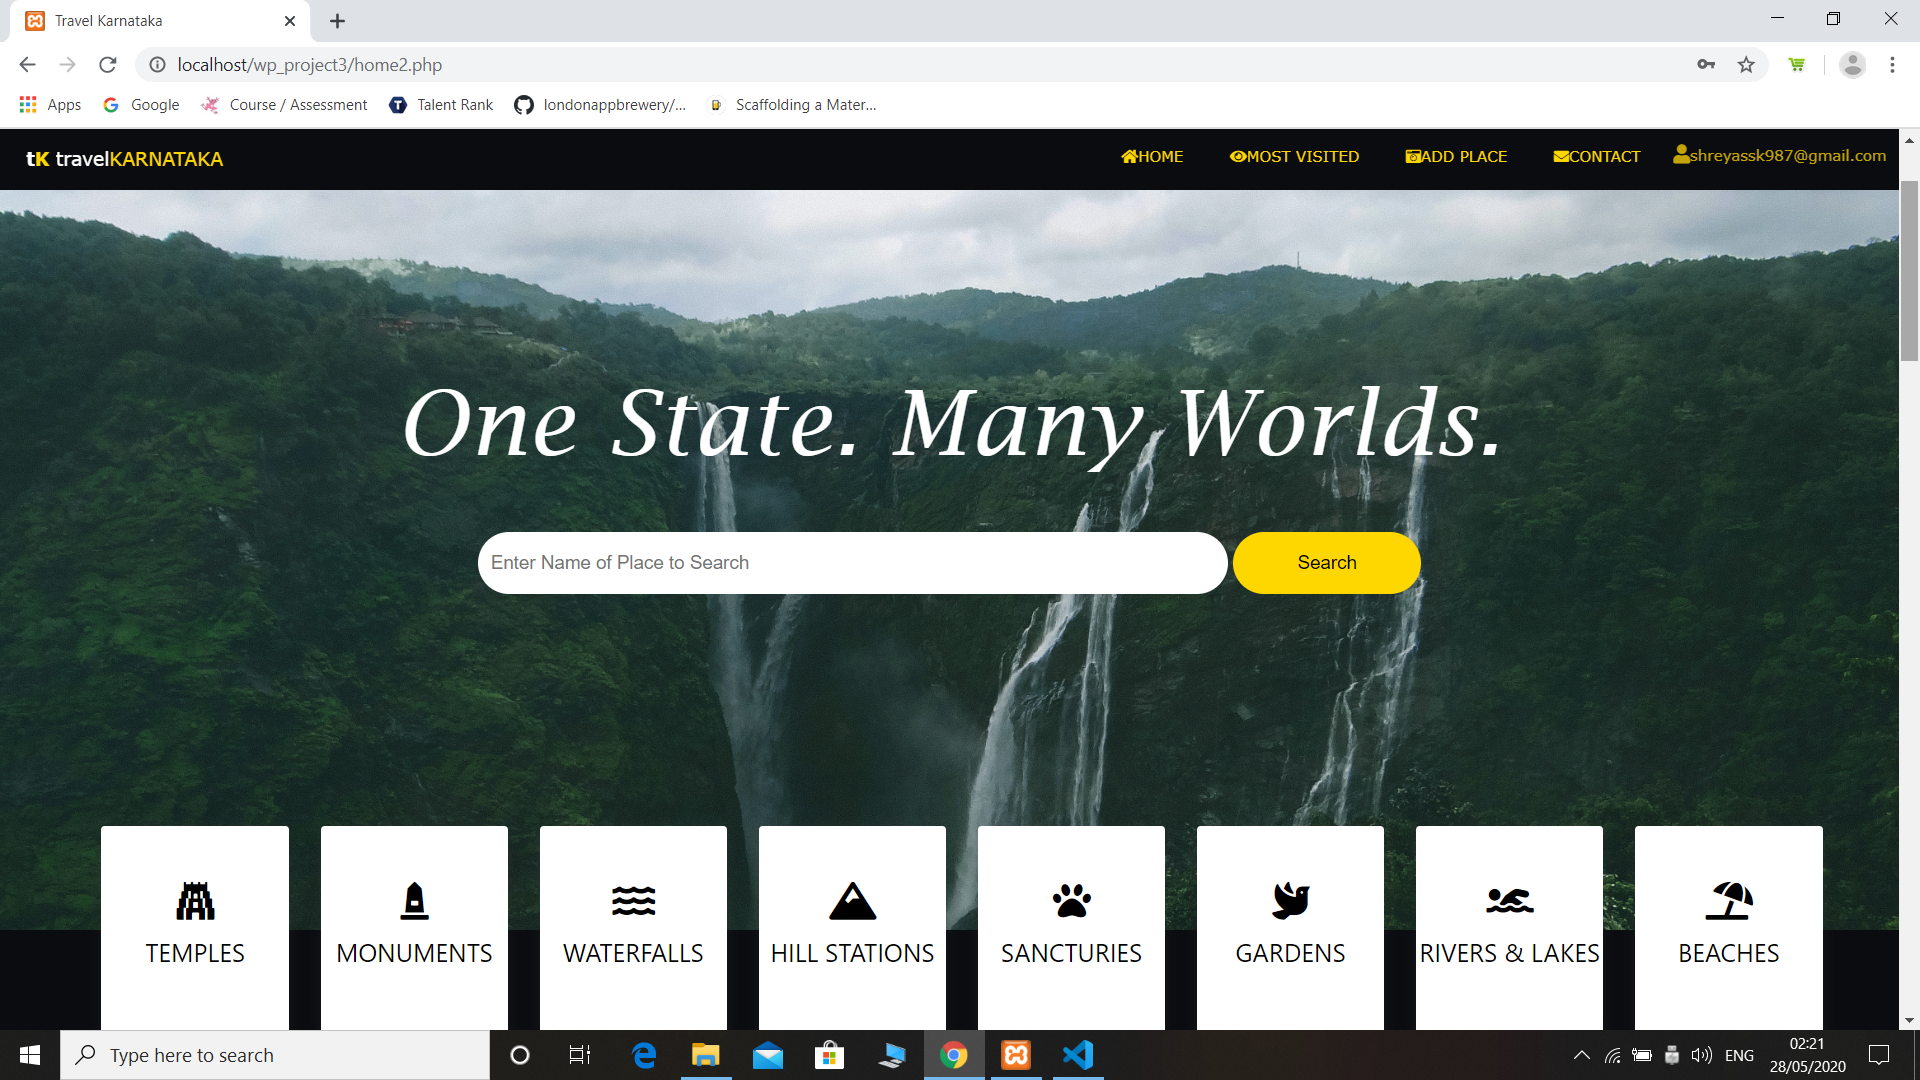 Travel Karnataka
localhost/wp_project3/home2.php
Apps Google Course / Assessment Talent Rank londonappbrewery/... Scaffolding a Mater...
tK travelKARNATAKA HOME MOST VISITED ADD PLACE CONTACT shreyassk987@gmail.com
One State. Many Worlds.
Enter Name of Place to Search Search
TEMPLES MONUMENTS WATERFALLS HILL STATIONS SANCTURIES GARDENS RIVERS & LAKES BEACHES
Type here to search ENG 02:21
28/05/2020